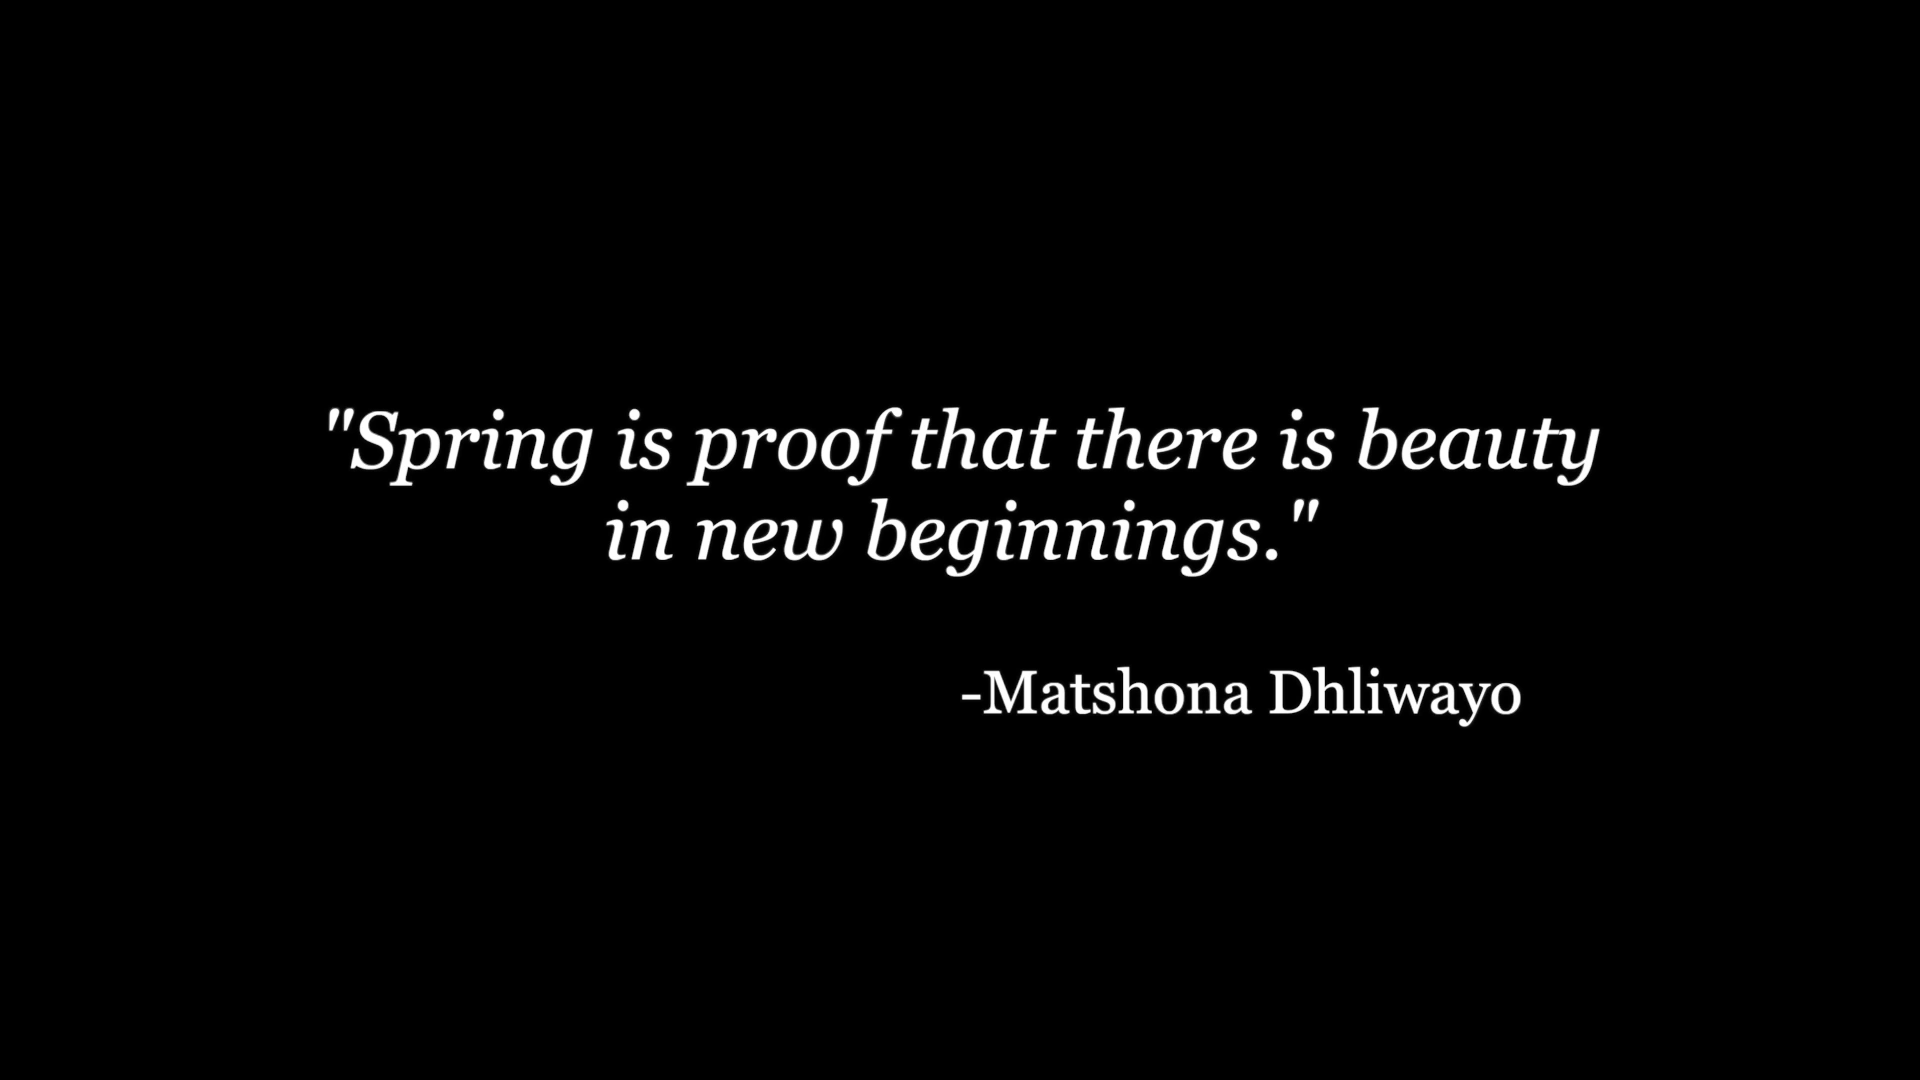 "Spring is proof that there is beauty
in new beginnings."
-Matshona Dhliwayo